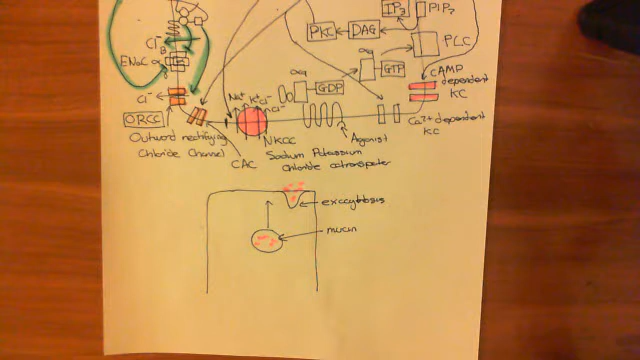 IP3
PIP2
PKC
DAG
PLC
Cl-
B
ENaC α
γ
αq
GTP
αq
GDP
cAMP
dependent
KC
Na+
K+
Cl-
Cl-
Cl-
ORCC
Outward rectifying
Chloride Channel
CAC
NKCC
Sodium Potassium
chloride cotransporter
Agonist
Ca2+ dependent
KC
exocytosis
mucin